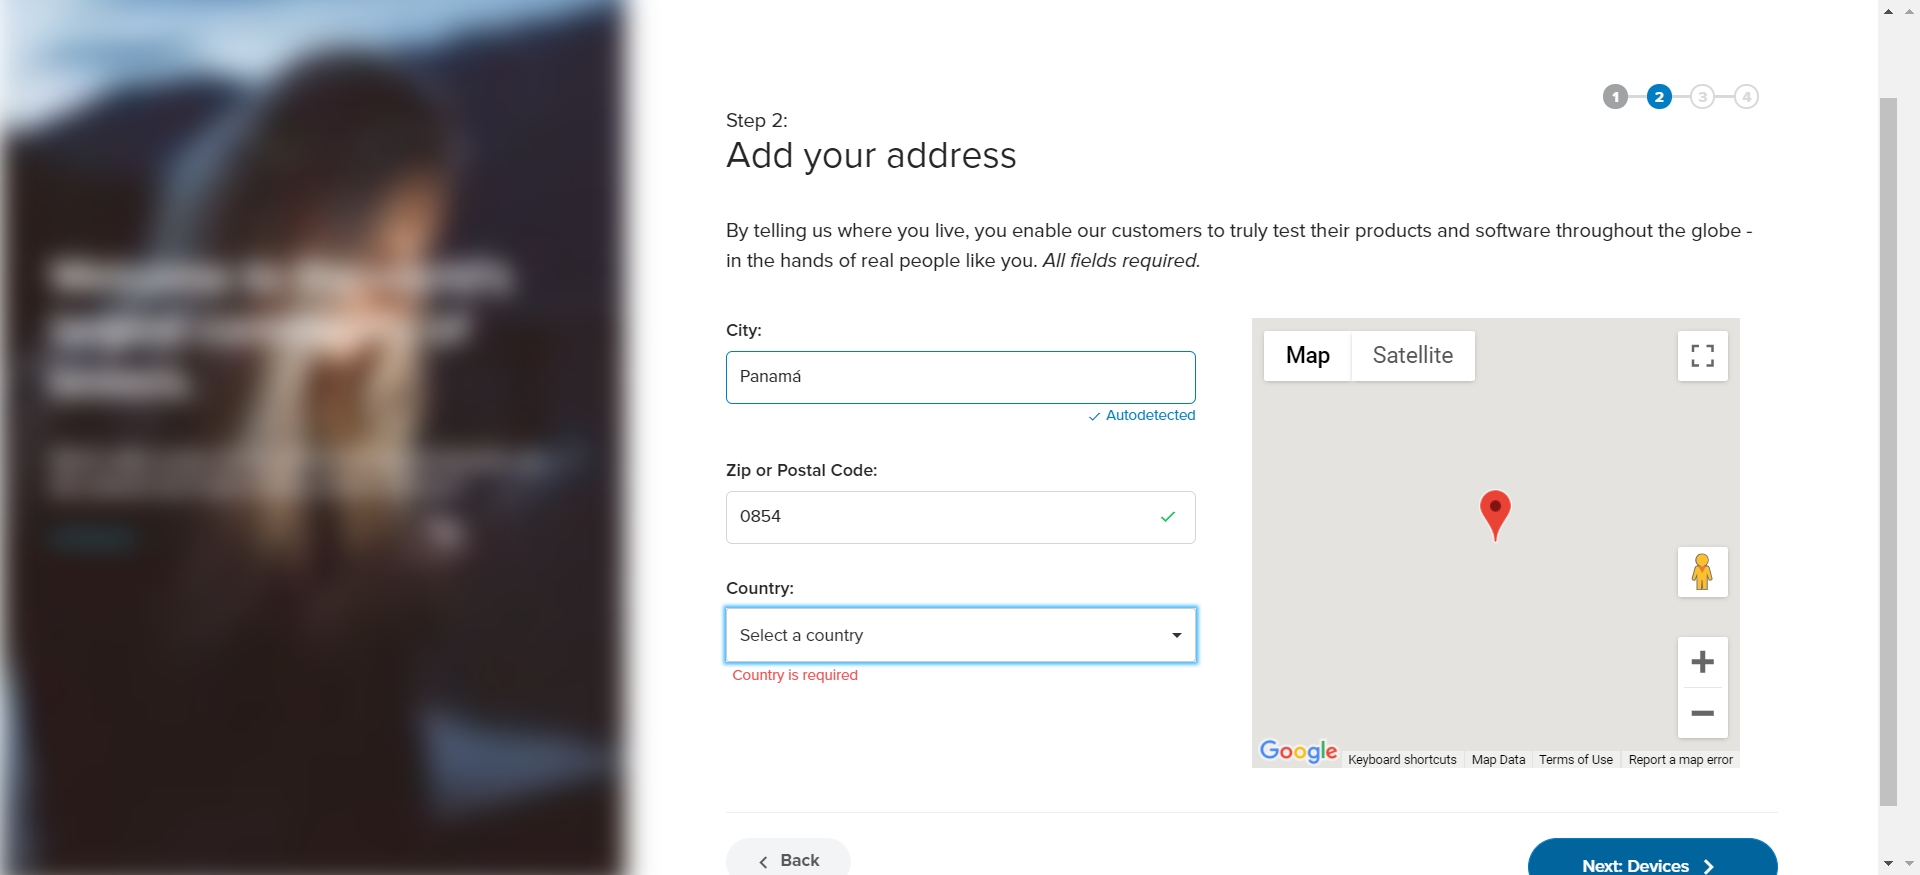 1
2
3
4
Step 2:
Add your address
By telling us where you live, you enable our customers to truly test their products and software throughout the globe -
in the hands of real people like you. All fields required.
City:
Panamá
Autodetected
Zip or Postal Code:
0854
Country:
Select a country
Country is required
Map
Satellite
Google
Keyboard shortcuts
Map Data
Terms of Use
Report a map error
Back
Next: Devices